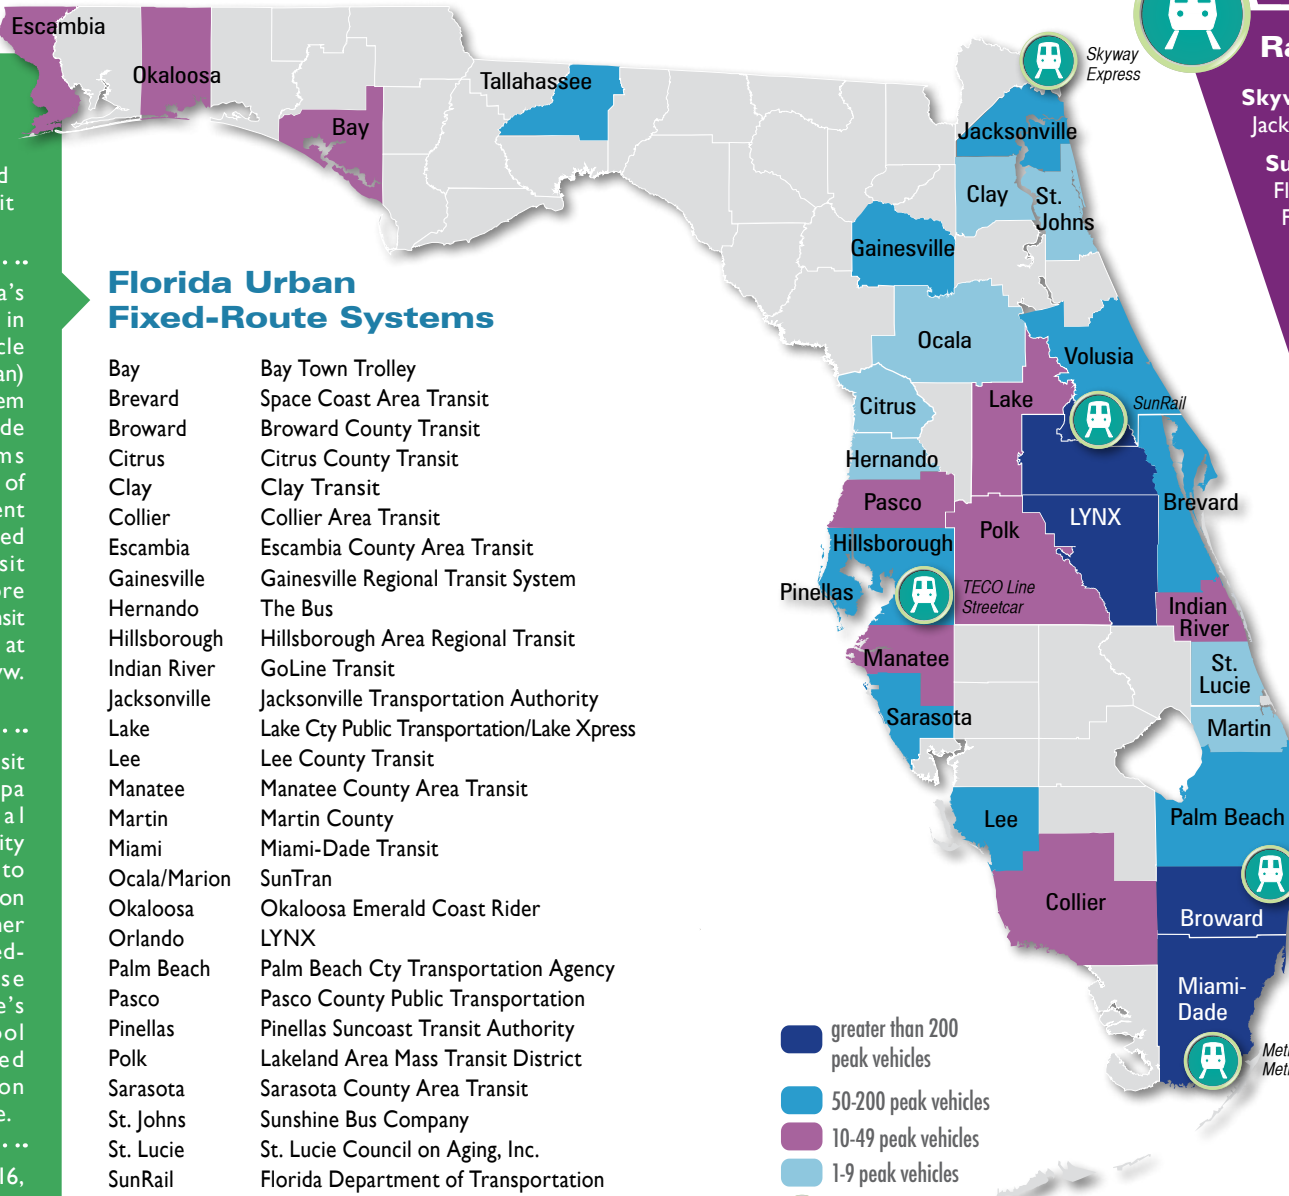 Escambia
Okaloosa
Bay
Tallahassee
Skyway
Express
Jacksonville
Clay
St.
Johns
Gainesville
Ocala
Volusia
Citrus
Lake
SunRail
Hernando
Pasco
Polk
LYNX
Brevard
Hillsborough
Pinellas
TECO Line
Streetcar
Indian
River
Manatee
St.
Lucie
Sarasota
Martin
Lee
Palm Beach
Collier
Broward
Miami-
Dade
Florida Urban
Fixed-Route Systems
Bay Bay Town Trolley
Brevard Space Coast Area Transit
Broward Broward County Transit
Citrus Citrus County Transit
Clay Clay Transit
Collier Collier Area Transit
Escambia Escambia County Area Transit
Gainesville Gainesville Regional Transit System
Hernando The Bus
Hillsborough Hillsborough Area Regional Transit
Indian River GoLine Transit
Jacksonville Jacksonville Transportation Authority
Lake Lake Cty Public Transportation/Lake Xpress
Lee Lee County Transit
Manatee Manatee County Area Transit
Martin Martin County
Miami Miami-Dade Transit
Ocala/Marion SunTran
Okaloosa Okaloosa Emerald Coast Rider
Orlando LYNX
Palm Beach Palm Beach Cty Transportation Agency
Pasco Pasco County Public Transportation
Pinellas Pinellas Suncoast Transit Authority
Polk Lakeland Area Mass Transit District
Sarasota Sarasota County Area Transit
St. Johns Sunshine Bus Company
St. Lucie St. Lucie Council on Aging, Inc.
SunRail Florida Department of Transportation
greater than 200
peak vehicles
50-200 peak vehicles
10-49 peak vehicles
1-9 peak vehicles